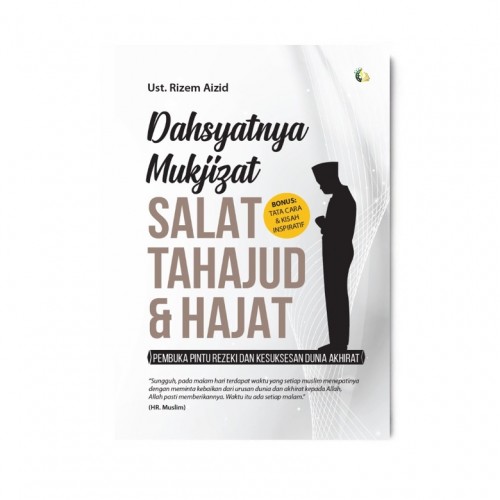 Ust. Rizem Aizid
Dahsyatnya
Mukjizat
SALAT
TAHAJUD
& HAJAT
BONUS:
TATA CARA
& KISAH
INSPIRATIF
PEMBUKA PINTU REZEKI DAN KESUKSESAN DUNIA AKHIRAT
"Sungguh, pada malam hari terdapat waktu yang setiap muslim menepatinya
dengan meminta kebaikan dari urusan dunia dan akhirat kepada Allah,
Allah pasti memberikannya. Waktu itu ada setiap malam."
(HR. Muslim)